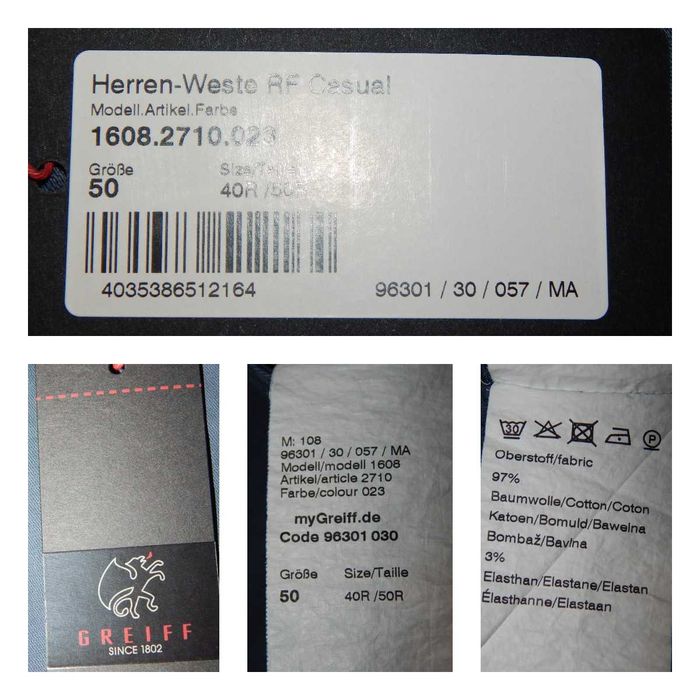 Herren-Weste RF Casual
Modell.Artikel.Farbe
1608.2710.023
Größe
Size/Taille
50
40R /50R
4035386512164
96301 / 30 / 057 / MA
GREIFF
SINCE 1802
M: 108
96301 / 30 / 057 / MA
Modell/modell 1608
Artikel/article 2710
Farbe/colour 023
myGreiff.de
Code 96301 030
Größe
Size/Taille
50
40R /50R
30
P
Oberstoff/fabric
97%
Baumwolle/Cotton/Coton
Katoen/Bomuld/Bawełna
Bombaž/Bavlna
3%
Elasthan/Elastane/Elastan
Élasthanne/Elastaan